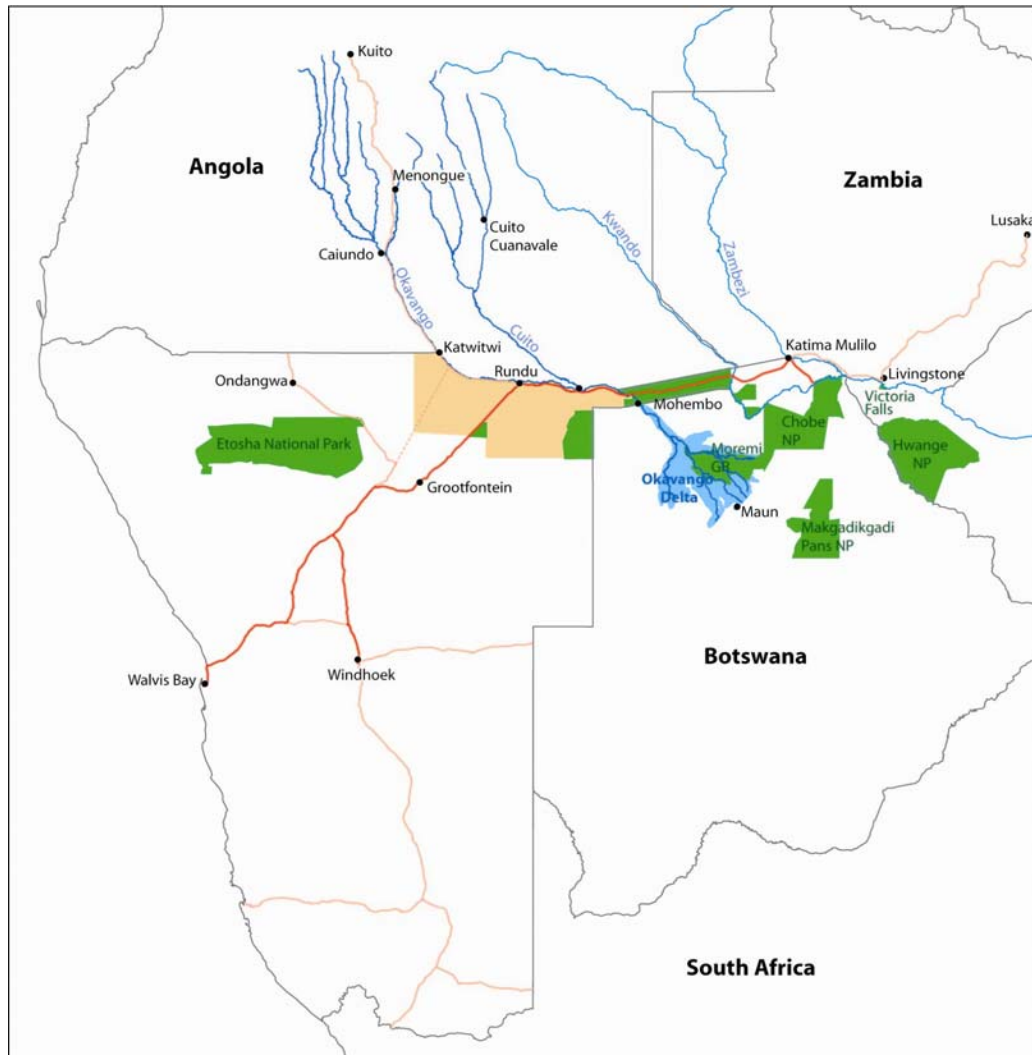 Kuito
Angola
Menongue
Zambia
Cuito
Cuanavale
Lusaka
Caiundo
Okavango
Kwando
Zambezi
Cuito
Katwitwi
Katima Mulilo
Ondangwa
Rundu
Livingstone
Victoria
Falls
Mohembo
Chobe
NP
Etosha National Park
Moremi
GR
Hwange
NP
Okavango
Delta
Grootfontein
Maun
Makgadikgadi
Pans NP
Botswana
Walvis Bay
Windhoek
South Africa